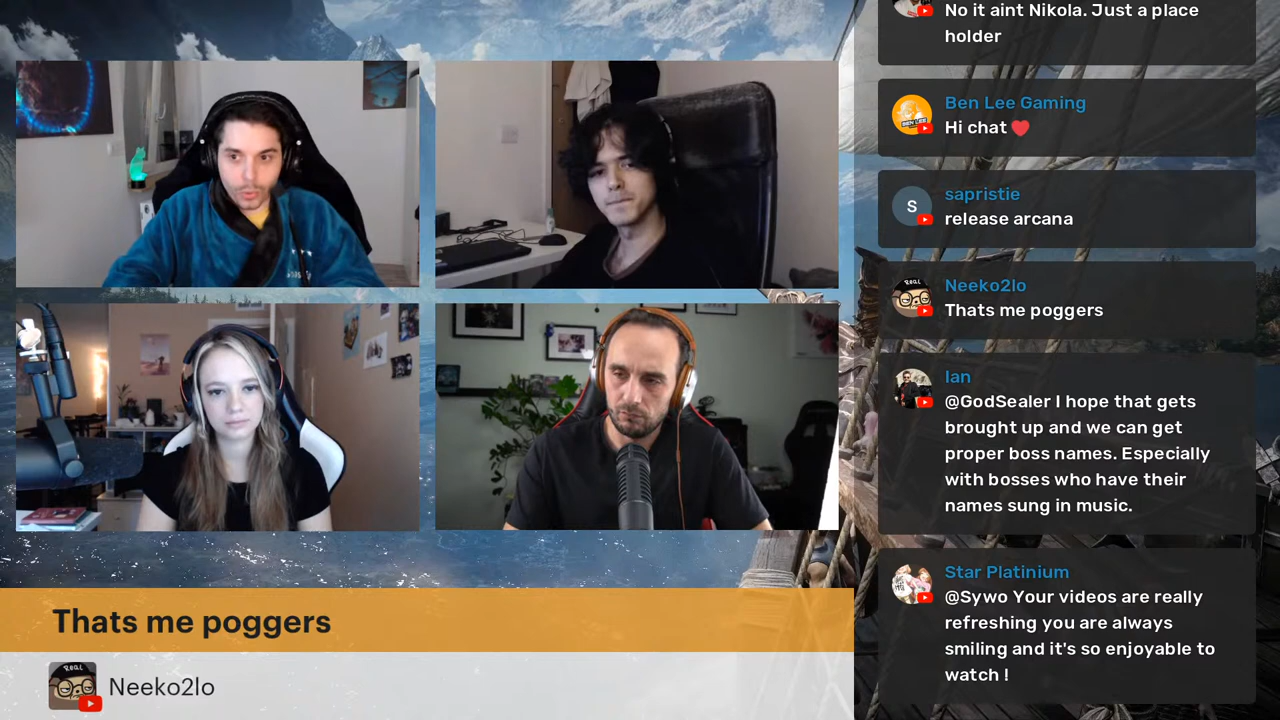 No it aint Nikola. Just a place
holder
Ben Lee Gaming
Hi chat ❤️
S
sapristie
release arcana
Neeko2lo
Thats me poggers
Ian
@GodSealer I hope that gets
brought up and we can get
proper boss names. Especially
with bosses who have their
names sung in music.
Star Platinium
@Sywo Your videos are really
refreshing you are always
smiling and it's so enjoyable to
watch !
Thats me poggers
Neeko2lo